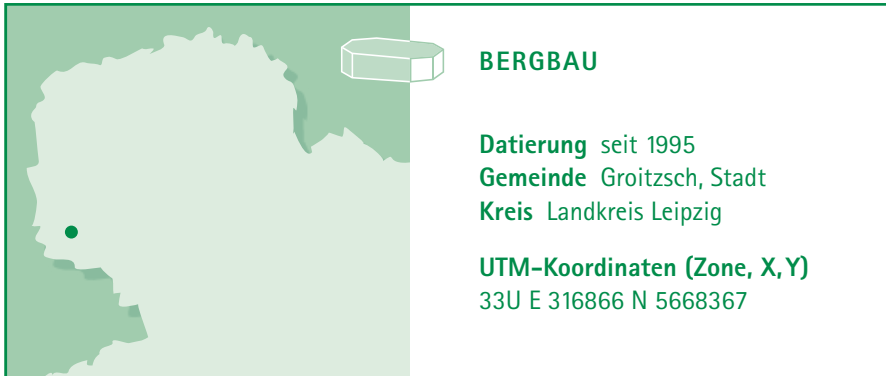 BERGBAU
Datierung seit 1995
Gemeinde Groitzsch, Stadt
Kreis Landkreis Leipzig
UTM-Koordinaten (Zone, X, Y)
33U E 316866 N 5668367